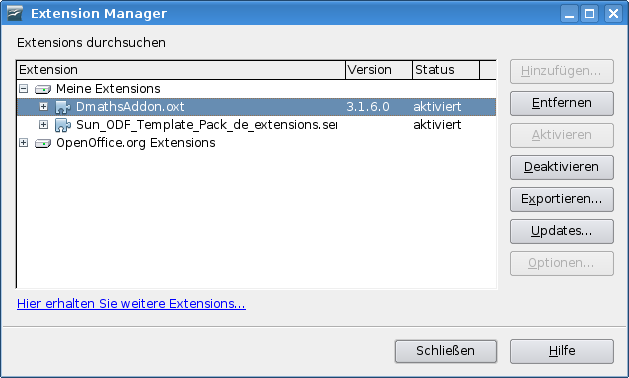 Extension Manager
Extensions durchsuchen
Extension Version Status
Meine Extensions
DmathsAddon.oxt 3.1.6.0 aktiviert
Sun_ODF_Template_Pack_de_extensions.ser aktiviert
OpenOffice.org Extensions
Hinzufügen...
Entfernen
Aktivieren
Deaktivieren
Exportieren...
Updates...
Optionen...
Hier erhalten Sie weitere Extensions...
Schließen Hilfe